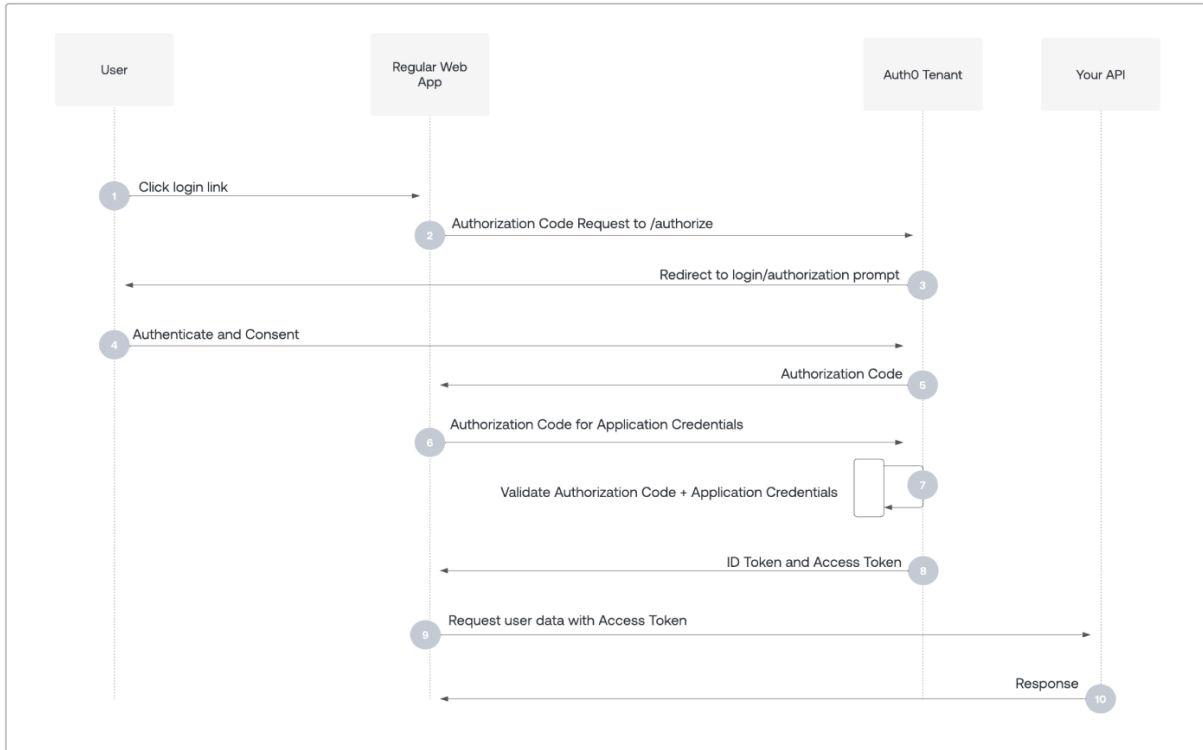 User
Regular Web
App
Auth0 Tenant
Your API
1
Click login link
2
Authorization Code Request to /authorize
Redirect to login/authorization prompt
3
4
Authenticate and Consent
Authorization Code
5
6
Authorization Code for Application Credentials
Validate Authorization Code + Application Credentials
7
ID Token and Access Token
8
9
Request user data with Access Token
Response
10